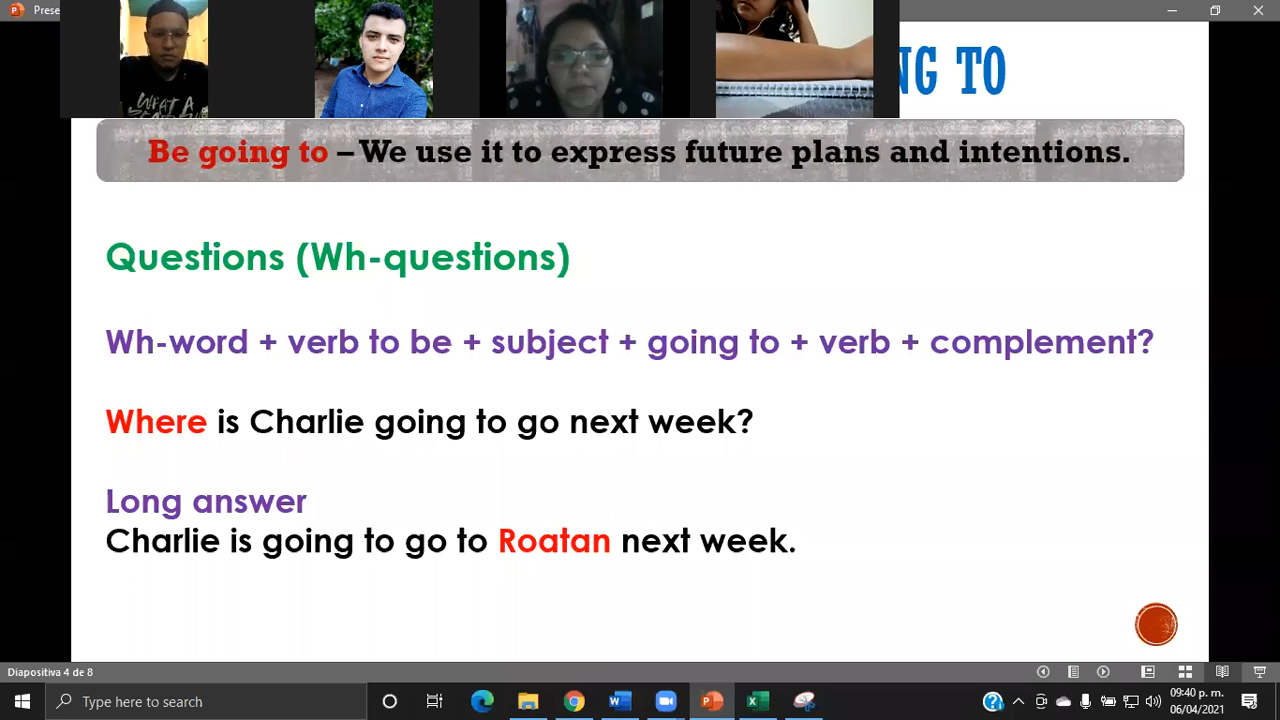 Prese
WHAT A
NG TO
Be going to – We use it to express future plans and intentions.
Questions (Wh-questions)
Wh-word + verb to be + subject + going to + verb + complement?
Where is Charlie going to go next week?
Long answer
Charlie is going to go to Roatan next week.
Diapositiva 4 de 8
Type here to search
09:40 p. m.
06/04/2021